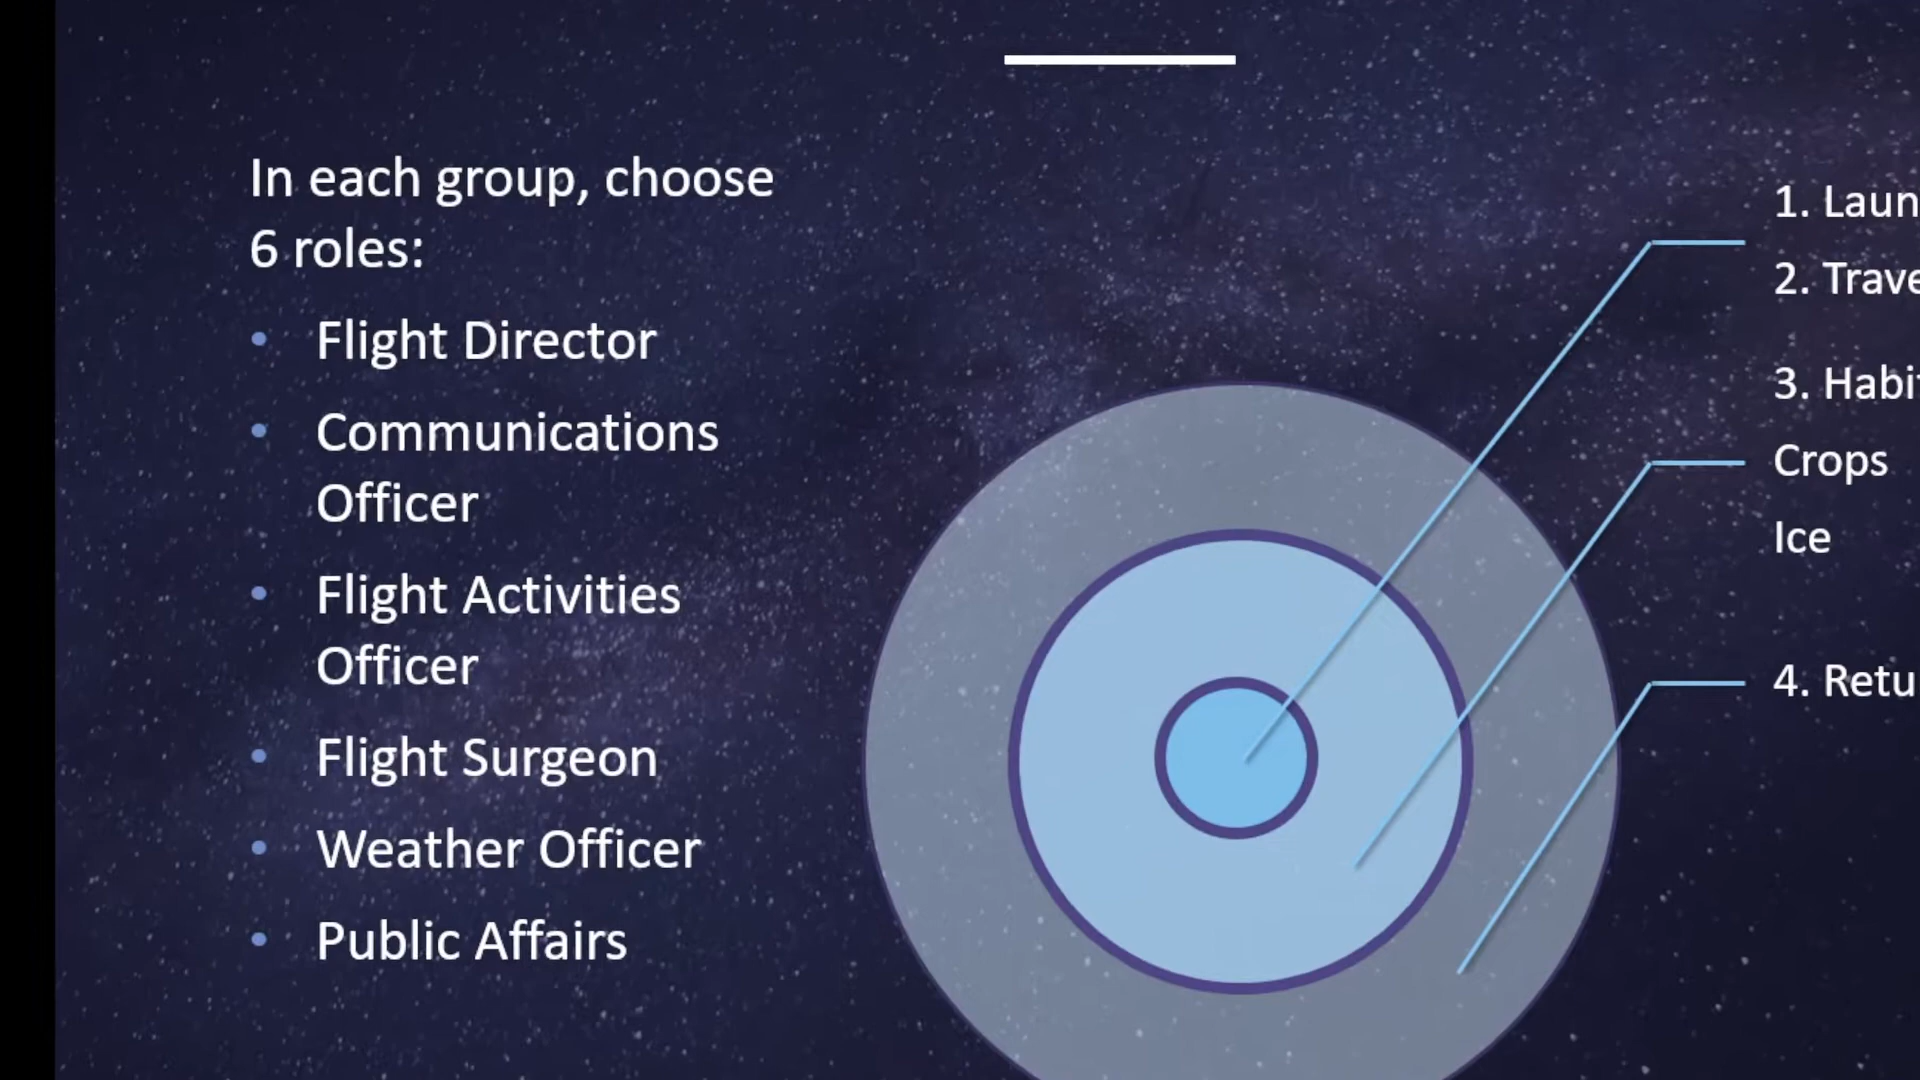 In each group, choose
6 roles:
• Flight Director
• Communications
Officer
• Flight Activities
Officer
• Flight Surgeon
• Weather Officer
• Public Affairs
1. Laun
2. Trave
3. Habi
Crops
Ice
4. Retu